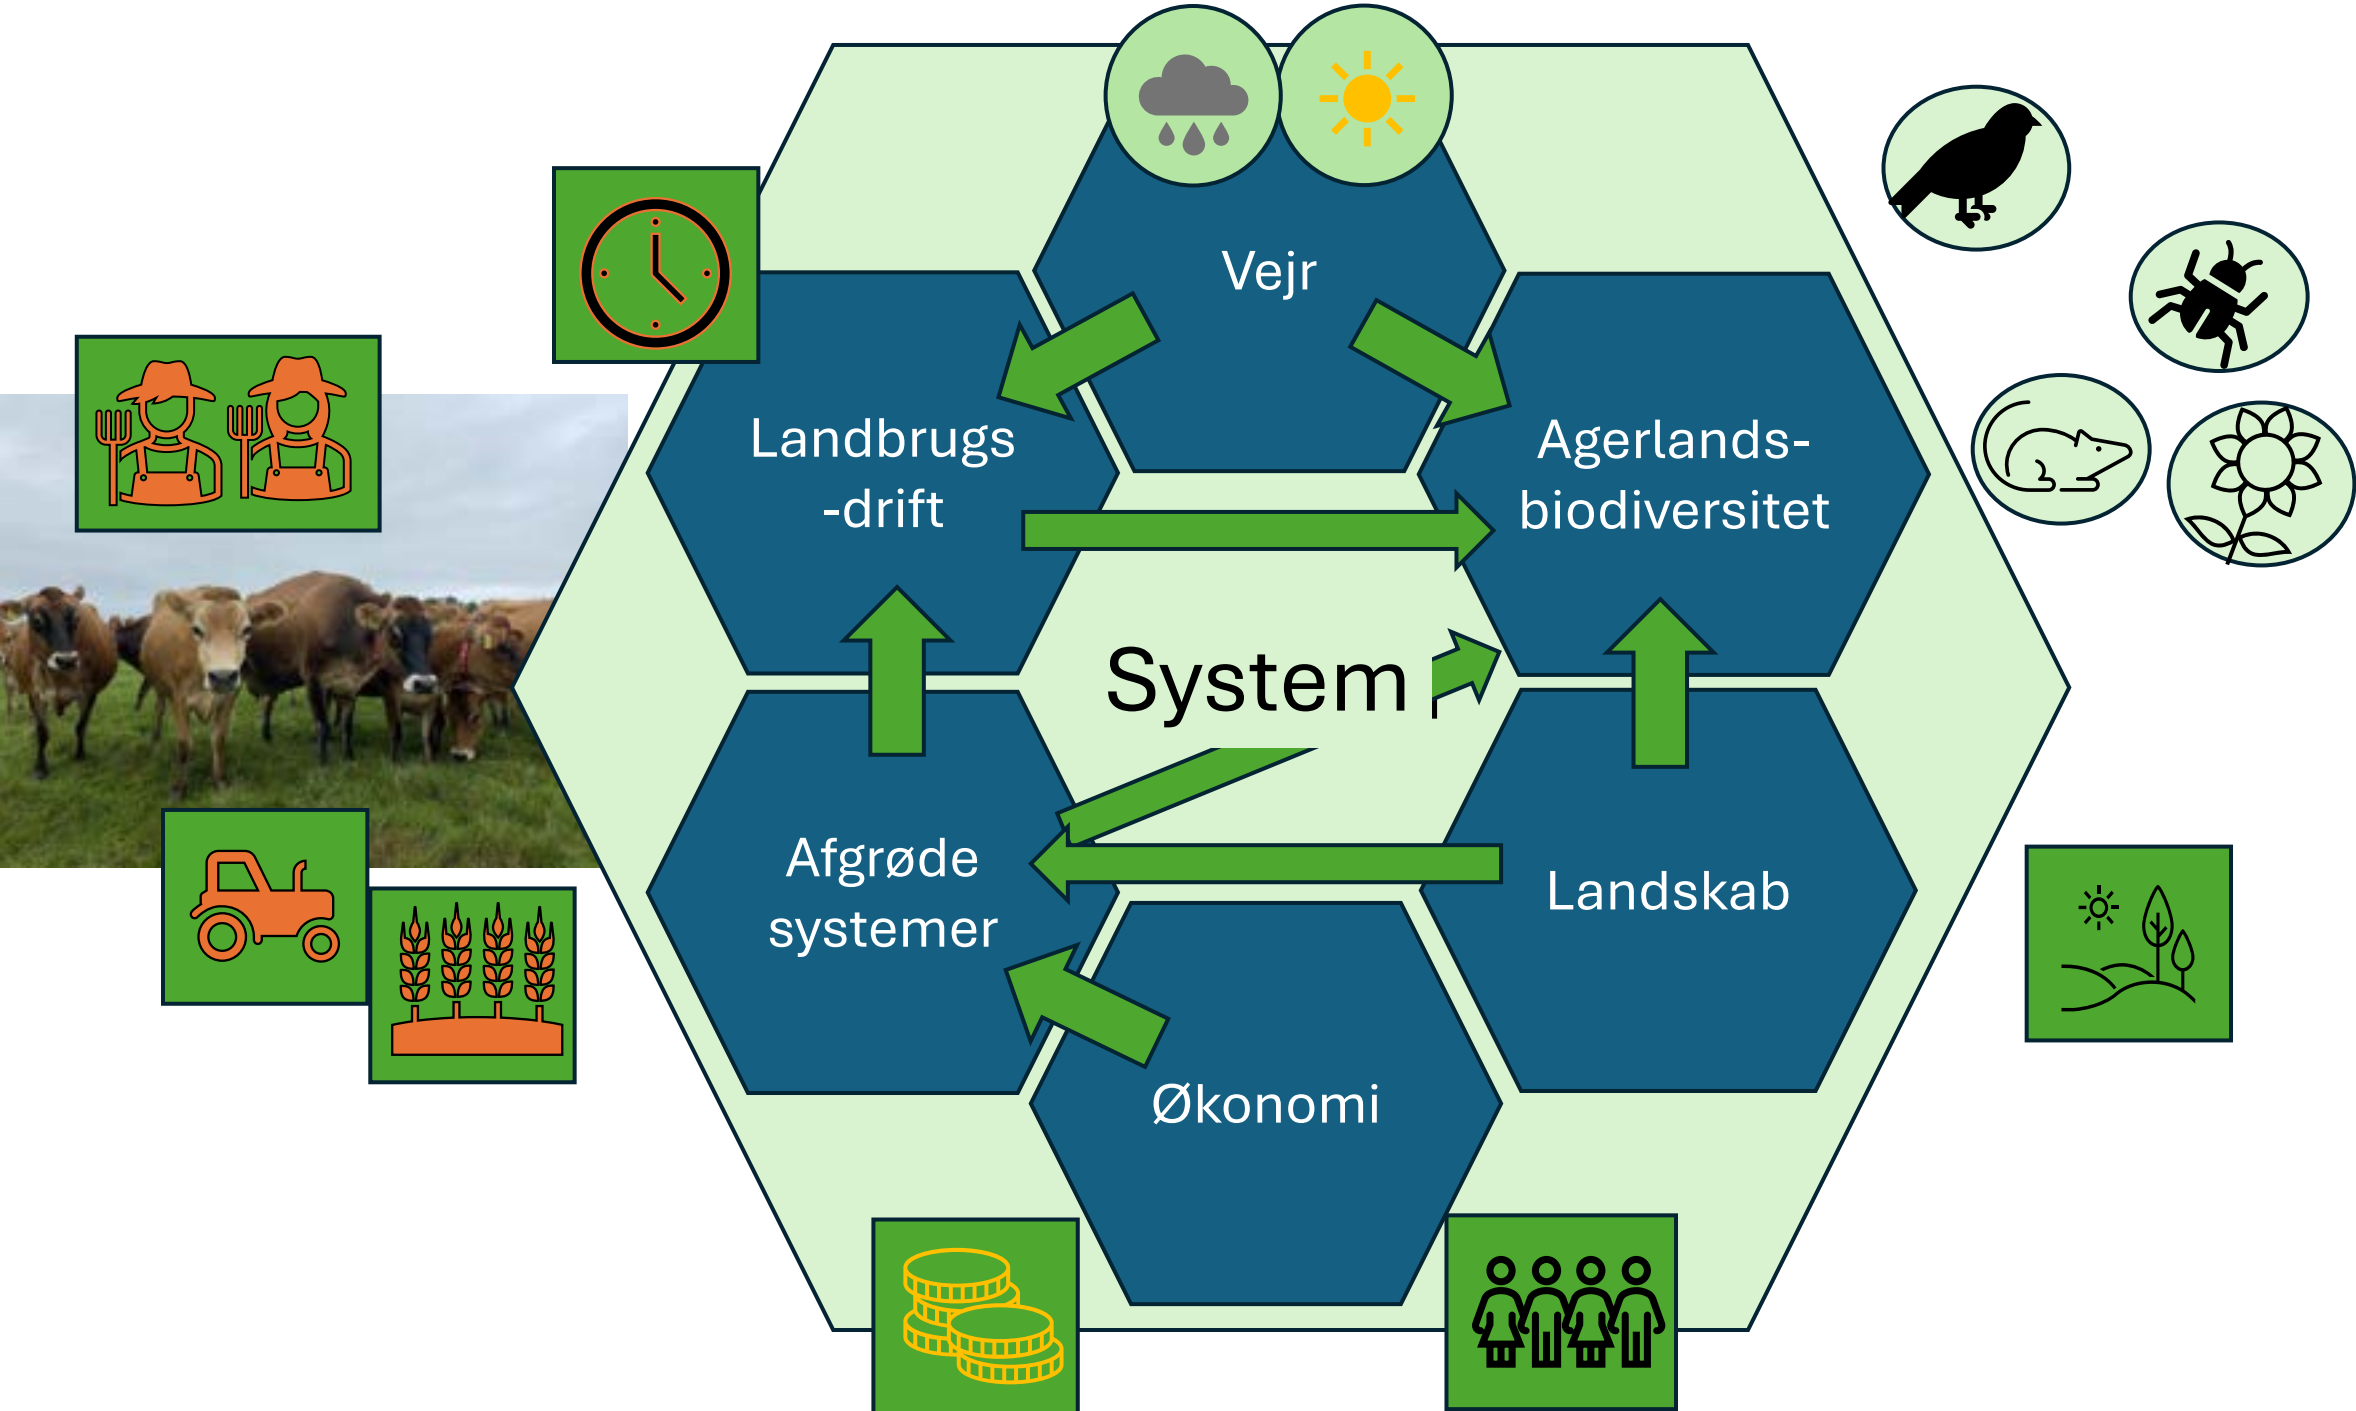 Vejr
Landbrugs
-drift
Agerlands-
biodiversitet
System
Afgrøde
systemer
Landskab
Økonomi